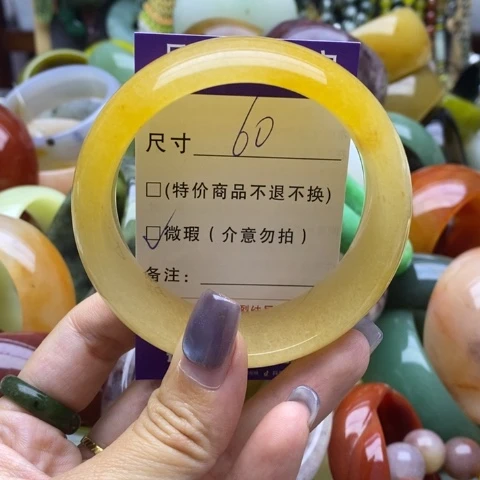 尺寸 60
□(特价商品不退不换)
☑微瑕(介意勿拍)
备注: